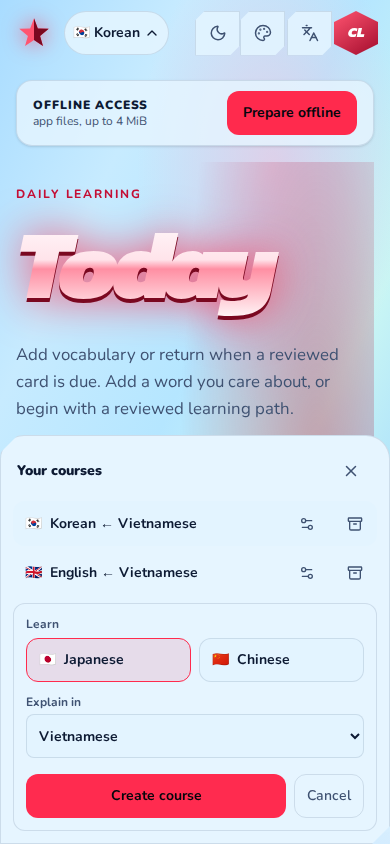 Korean
CL
OFFLINE ACCESS
app files, up to 4 MiB
Prepare offline
DAILY LEARNING
Today
Add vocabulary or return when a reviewed
card is due. Add a word you care about, or
begin with a reviewed learning path.
Your courses
Korean ← Vietnamese
English ← Vietnamese
Learn
Japanese
Chinese
Explain in
Vietnamese
Create course
Cancel